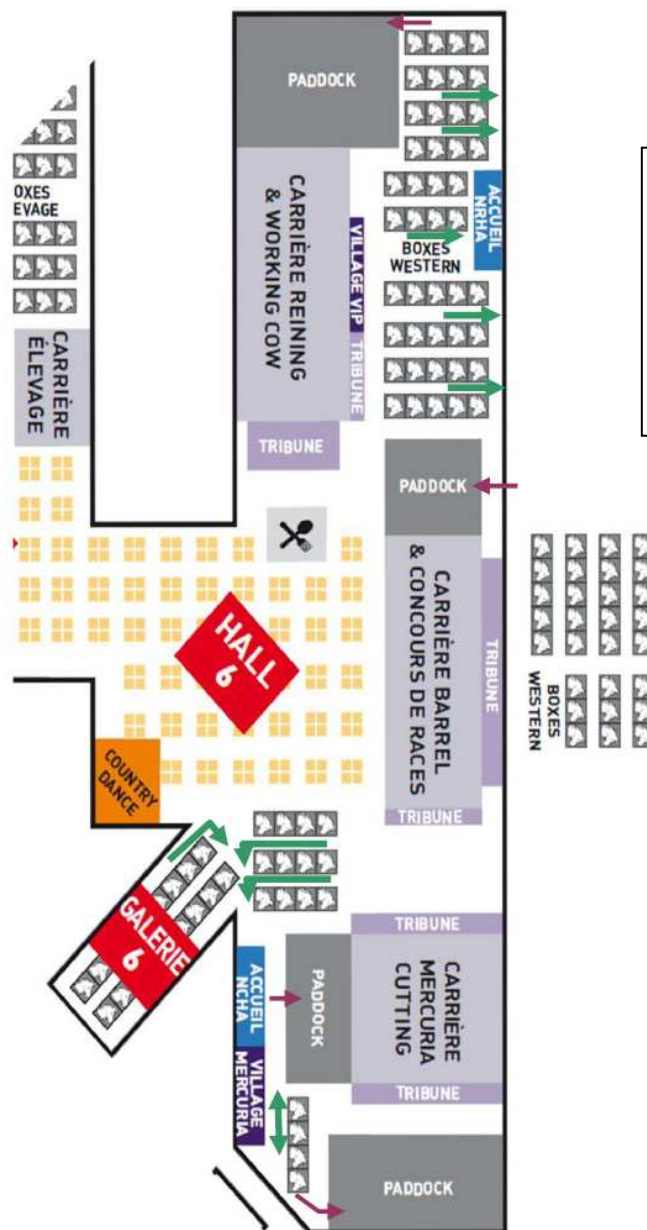 PADDOCK
OXES
EVAGE
CARRIÈRE REINING
& WORKING COW
VILLAGE VIP
TRIBUNE
ACCUEIL
NRHA
BOXES
WESTERN
CARRIÈRE
ÉLEVAGE
TRIBUNE
PADDOCK
CARRIÈRE BARREL
& CONCOURS DE RACES
TRIBUNE
HALL
6
BOXES
WESTERN
COUNTRY
DANCE
TRIBUNE
GALERIE
6
TRIBUNE
ACCUEIL
NCHA
PADDOCK
CARRIÈRE
MERCURIA
CUTTING
VILLAGE
MERCURIA
TRIBUNE
PADDOCK